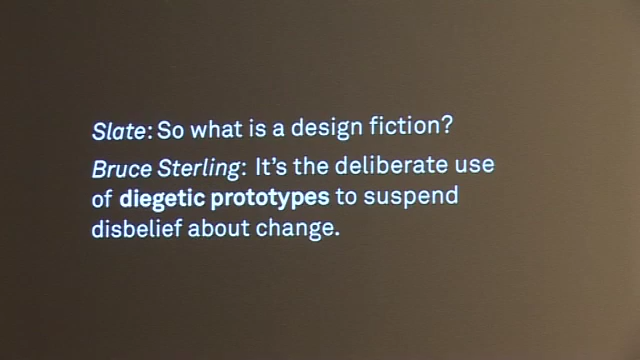 Slate: So what is a design fiction?
Bruce Sterling: It's the deliberate use
of diegetic prototypes to suspend
disbelief about change.